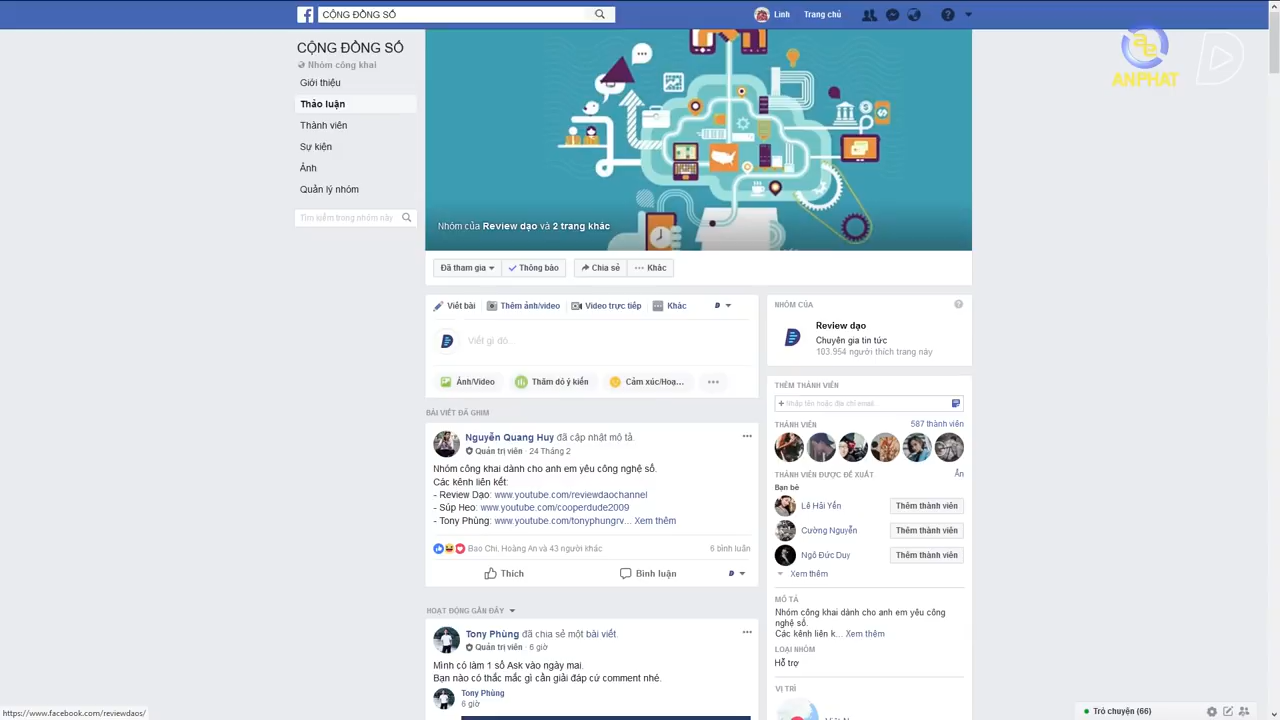 CỘNG ĐỒNG SỐ
Linh
Trang chủ
ANPHAT
CỘNG ĐỒNG SỐ
Nhóm công khai
Giới thiệu
Thảo luận
Thành viên
Sự kiện
Ảnh
Quản lý nhóm
Tìm kiếm trong nhóm này
Nhóm của Review dạo và 2 trang khác
Đã tham gia
Thông báo
Chia sẻ
Khác
Viết bài
Thêm ảnh/video
Video trực tiếp
Khác
Viết gì đó...
Ảnh/Video
Thăm dò ý kiến
Cảm xúc/Hoạ...
BÀI VIẾT ĐÃ GHIM
Nguyễn Quang Huy đã cập nhật mô tả.
Quản trị viên · 24 Tháng 2
Nhóm công khai dành cho anh em yêu công nghệ số.
Các kênh liên kết:
- Review Dạo: www.youtube.com/reviewdaochannel
- Súp Heo: www.youtube.com/cooperdude2009
- Tony Phùng: www.youtube.com/tonyphungrv... Xem thêm
Bao Chi, Hoàng An và 43 người khác
6 bình luận
Thích
Bình luận
HOẠT ĐỘNG GẦN ĐÂY
Tony Phùng đã chia sẻ một bài viết.
Quản trị viên · 6 giờ
Mình có làm 1 số Ask vào ngày mai.
Bạn nào có thắc mắc gì cần giải đáp cứ comment nhé.
Tony Phùng
6 giờ
NHÓM CỦA
Review dạo
Chuyên gia tin tức
103.954 người thích trang này
THÊM THÀNH VIÊN
+ Nhập tên hoặc địa chỉ email
THÀNH VIÊN
587 thành viên
THÀNH VIÊN ĐƯỢC ĐỀ XUẤT
Ẩn
Bạn bè
Lê Hải Yến
Thêm thành viên
Cường Nguyễn
Thêm thành viên
Ngô Đức Duy
Thêm thành viên
Xem thêm
MÔ TẢ
Nhóm công khai dành cho anh em yêu công
nghệ số.
Các kênh liên k... Xem thêm
LOẠI NHÓM
Hỗ trợ
VỊ TRÍ
https://www.facebook.com/reviewdaos/
Trò chuyện (66)